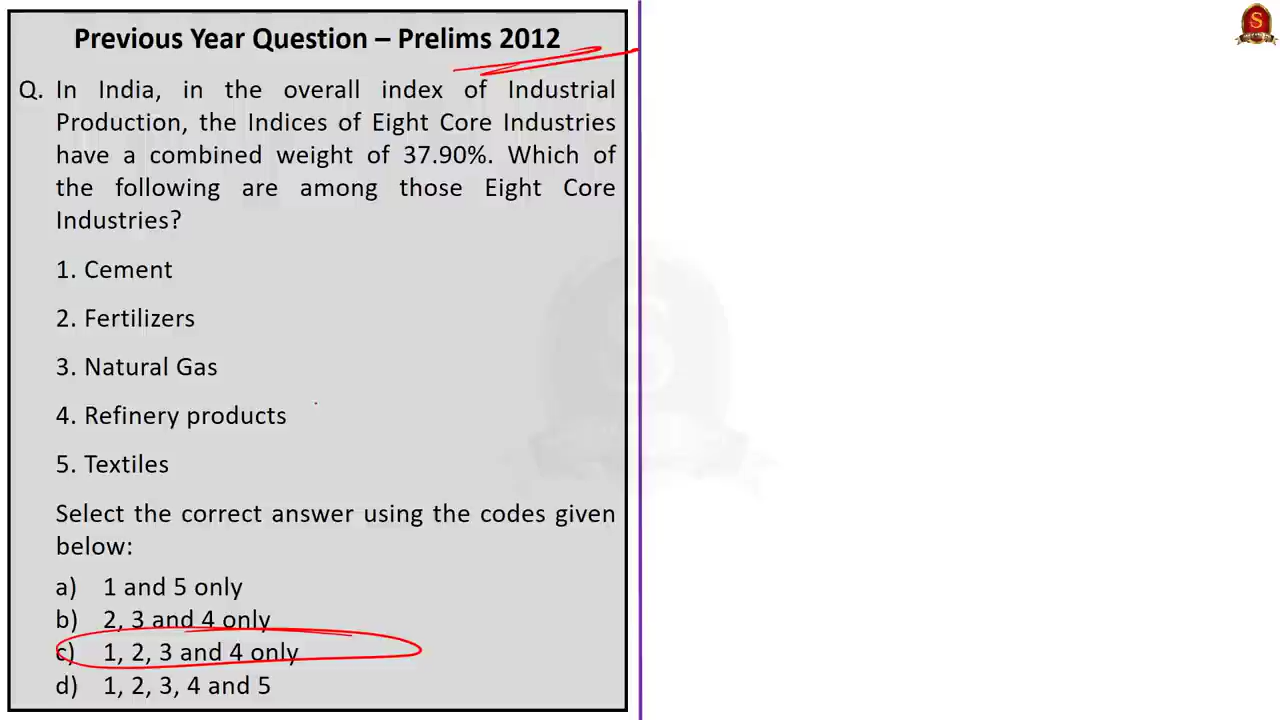 Previous Year Question – Prelims 2012
Q. In India, in the overall index of Industrial
Production, the Indices of Eight Core Industries
have a combined weight of 37.90%. Which of
the following are among those Eight Core
Industries?
1. Cement
2. Fertilizers
3. Natural Gas
4. Refinery products
5. Textiles
Select the correct answer using the codes given
below:
a) 1 and 5 only
b) 2, 3 and 4 only
c) 1, 2, 3 and 4 only
d) 1, 2, 3, 4 and 5
S